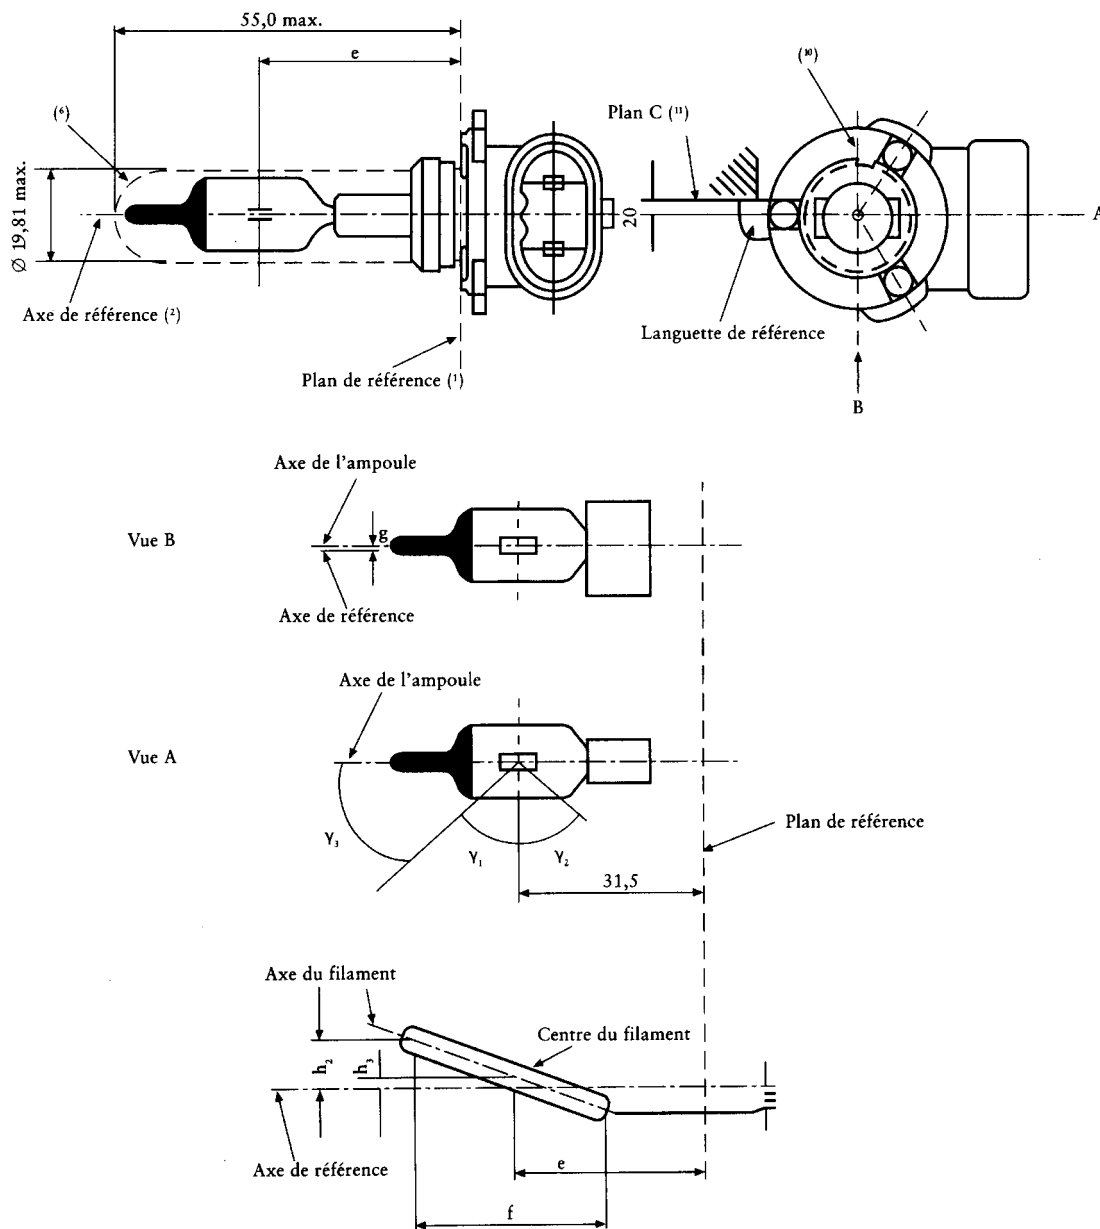 55,0 max.
e
(⁶)
(¹⁰)
Plan C (¹¹)
Ø 19,81 max.
20
A
Axe de référence (²)
Languette de référence
Plan de référence (¹)
B
Axe de l'ampoule
Vue B
g
Axe de référence
Axe de l'ampoule
Vue A
Plan de référence
γ₃
γ₁
γ₂
31,5
Axe du filament
Centre du filament
h₂
h₃
Axe de référence
e
f